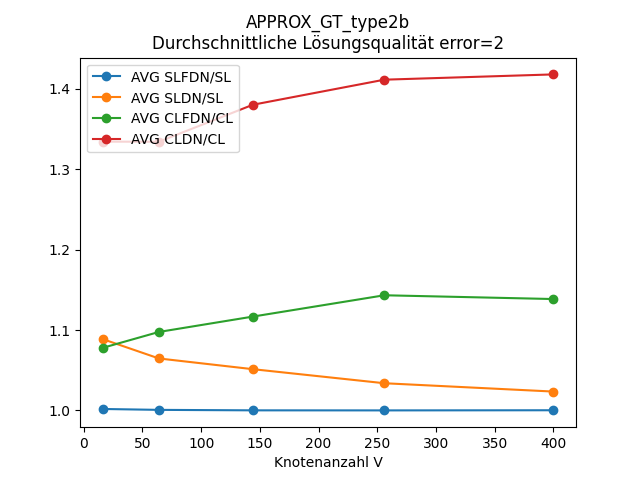 APPROX_GT_type2b
Durchschnittliche Lösungsqualität error=2
AVG SLFDN/SL
AVG SLDN/SL
AVG CLFDN/CL
AVG CLDN/CL
1.4
1.3
1.2
1.1
1.0
0 50 100 150 200 250 300 350 400
Knotenanzahl V